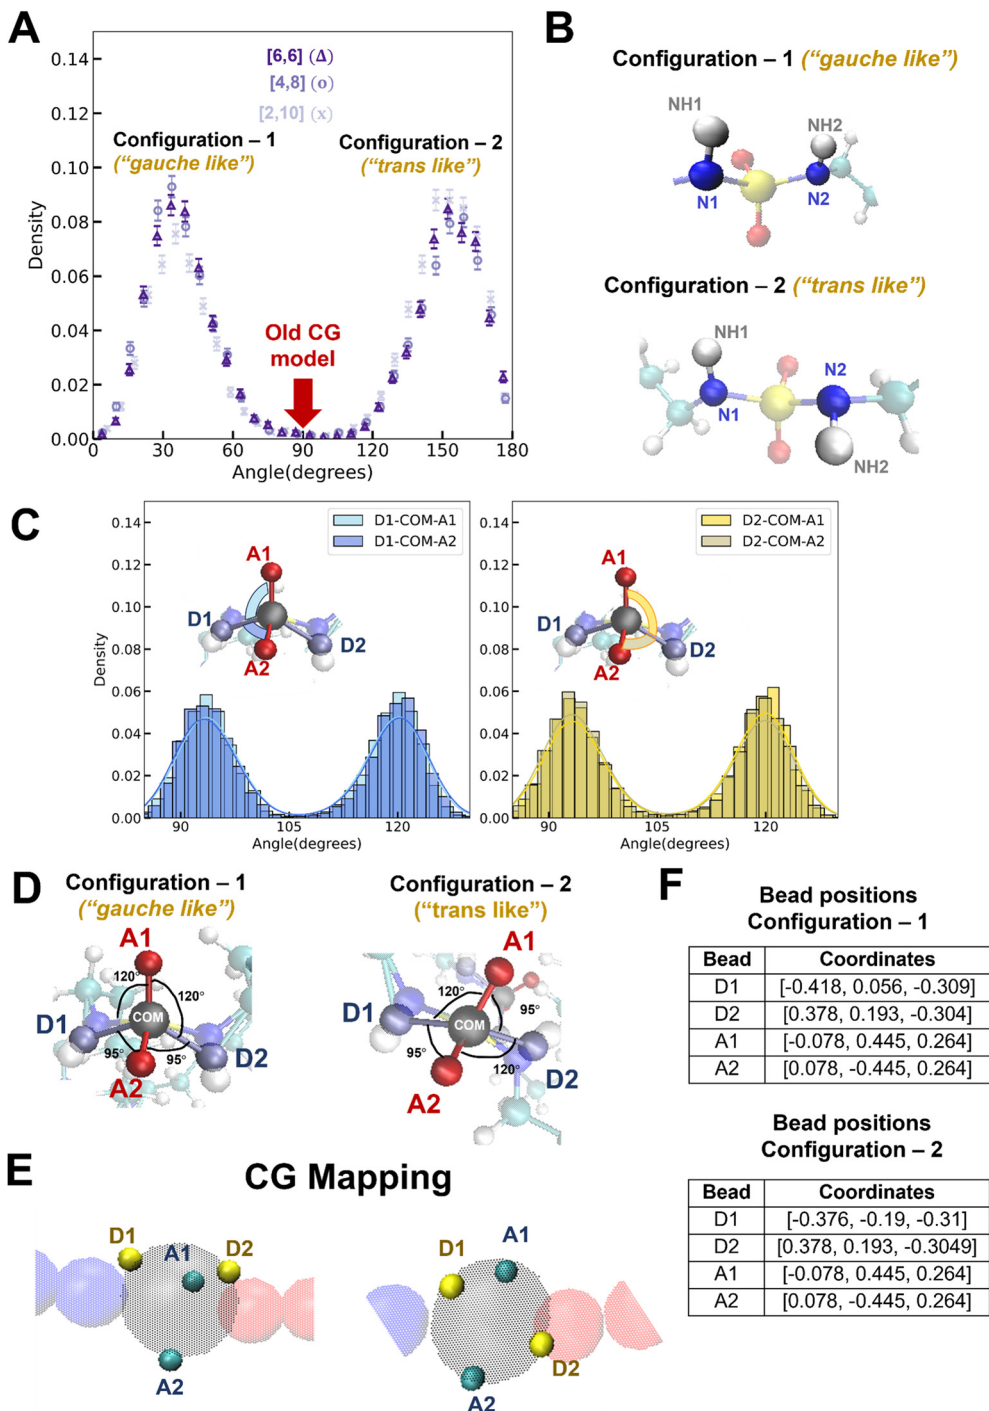 A
[6,6] (Δ)
[4,8] (o)
[2,10] (x)
Configuration – 1
("gauche like")
Configuration – 2
("trans like")
Old CG
model
Density
0.14
0.12
0.10
0.08
0.06
0.04
0.02
0.00
0 30 60 90 120 150 180
Angle(degrees)
B
Configuration – 1 ("gauche like")
NH1
NH2
N1
N2
Configuration – 2 ("trans like")
NH1
N2
N1
NH2
C
D1-COM-A1
D1-COM-A2
A1
D1
D2
A2
Density
0.14
0.12
0.10
0.08
0.06
0.04
0.02
0.00
90 105 120
Angle(degrees)
D2-COM-A1
D2-COM-A2
A1
D1
D2
A2
0.14
0.12
0.10
0.08
0.06
0.04
0.02
0.00
90 105 120
Angle(degrees)
D
Configuration – 1
("gauche like")
A1
120°
120°
D1
COM
95°
95°
D2
A2
Configuration – 2
("trans like")
A1
120°
95°
D1
COM
95°
120°
D2
A2
E
CG Mapping
D1
A1
D2
A2
A1
D1
D2
A2
F
Bead positions
Configuration – 1
Bead Coordinates
D1 [-0.418, 0.056, -0.309]
D2 [0.378, 0.193, -0.304]
A1 [-0.078, 0.445, 0.264]
A2 [0.078, -0.445, 0.264]
Bead positions
Configuration – 2
Bead Coordinates
D1 [-0.376, -0.19, -0.31]
D2 [0.378, 0.193, -0.3049]
A1 [-0.078, 0.445, 0.264]
A2 [0.078, -0.445, 0.264]